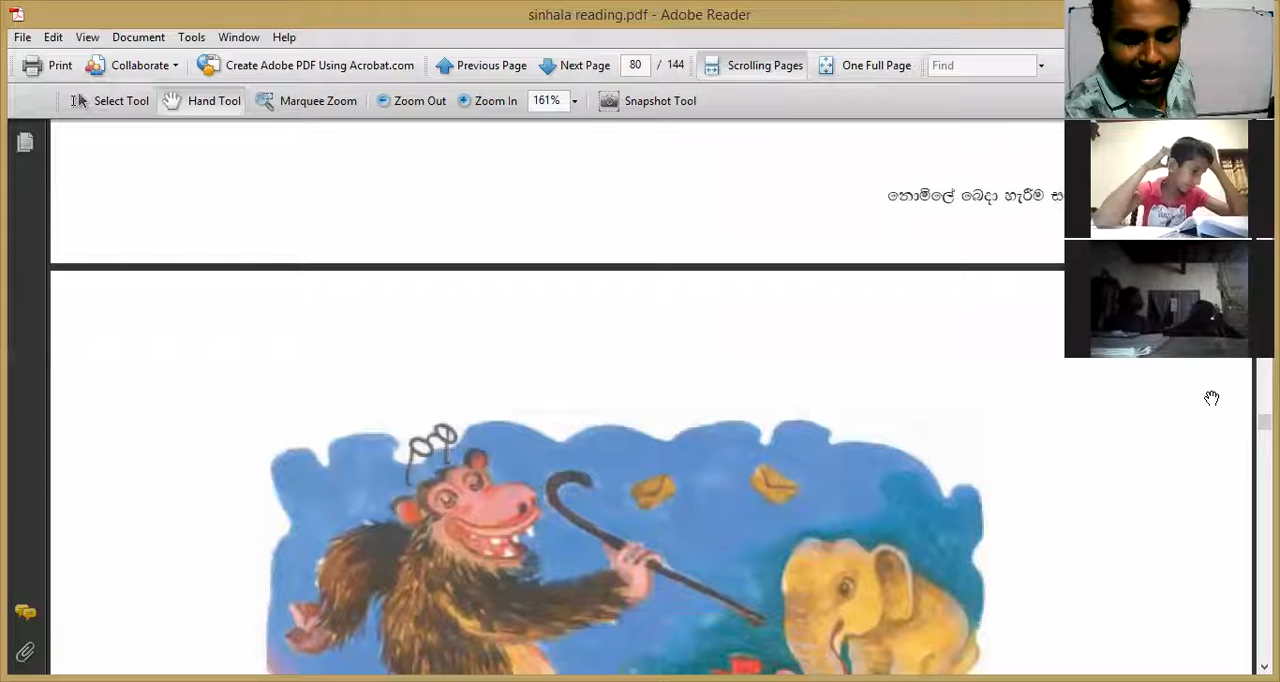 sinhala reading.pdf - Adobe Reader
File Edit View Document Tools Window Help
Print Collaborate Create Adobe PDF Using Acrobat.com Previous Page Next Page 80 / 144 Scrolling Pages One Full Page Find
Select Tool Hand Tool Marquee Zoom Zoom Out Zoom In 161% Snapshot Tool
නොමිලේ බෙදා හැරීම ස